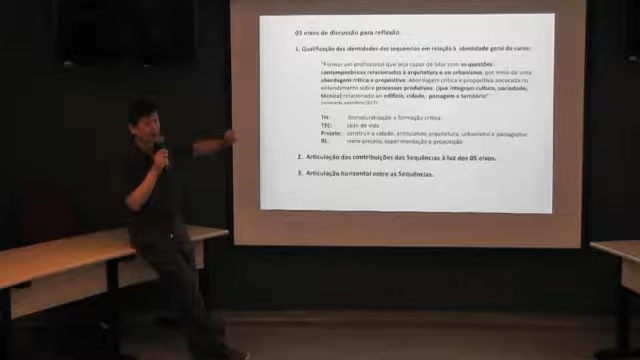 03 eixos de discussão para reflexão.
1. Qualificação das identidades das sequências em relação à identidade geral do curso:
"Formar um profissional que seja capaz de lidar com as questões
contemporâneas relacionadas à arquitetura e ao urbanismo, por meio de uma
abordagem crítica e propositiva. Abordagem crítica e propositiva ancorada no
entendimento sobre processos produtivos (que integram cultura, sociedade,
técnica) relacionado ao edifício, cidade, paisagem e território"
TH: desnaturalização e formação crítica.
TEC: ciclo de vida
Projeto: construir a cidade, articulando arquitetura, urbanismo e paisagismo
meio-projeto, experimentação e proposição
2. Articulação das contribuições das Sequências à luz dos 05 eixos.
3. Articulação horizontal entre as Sequências.